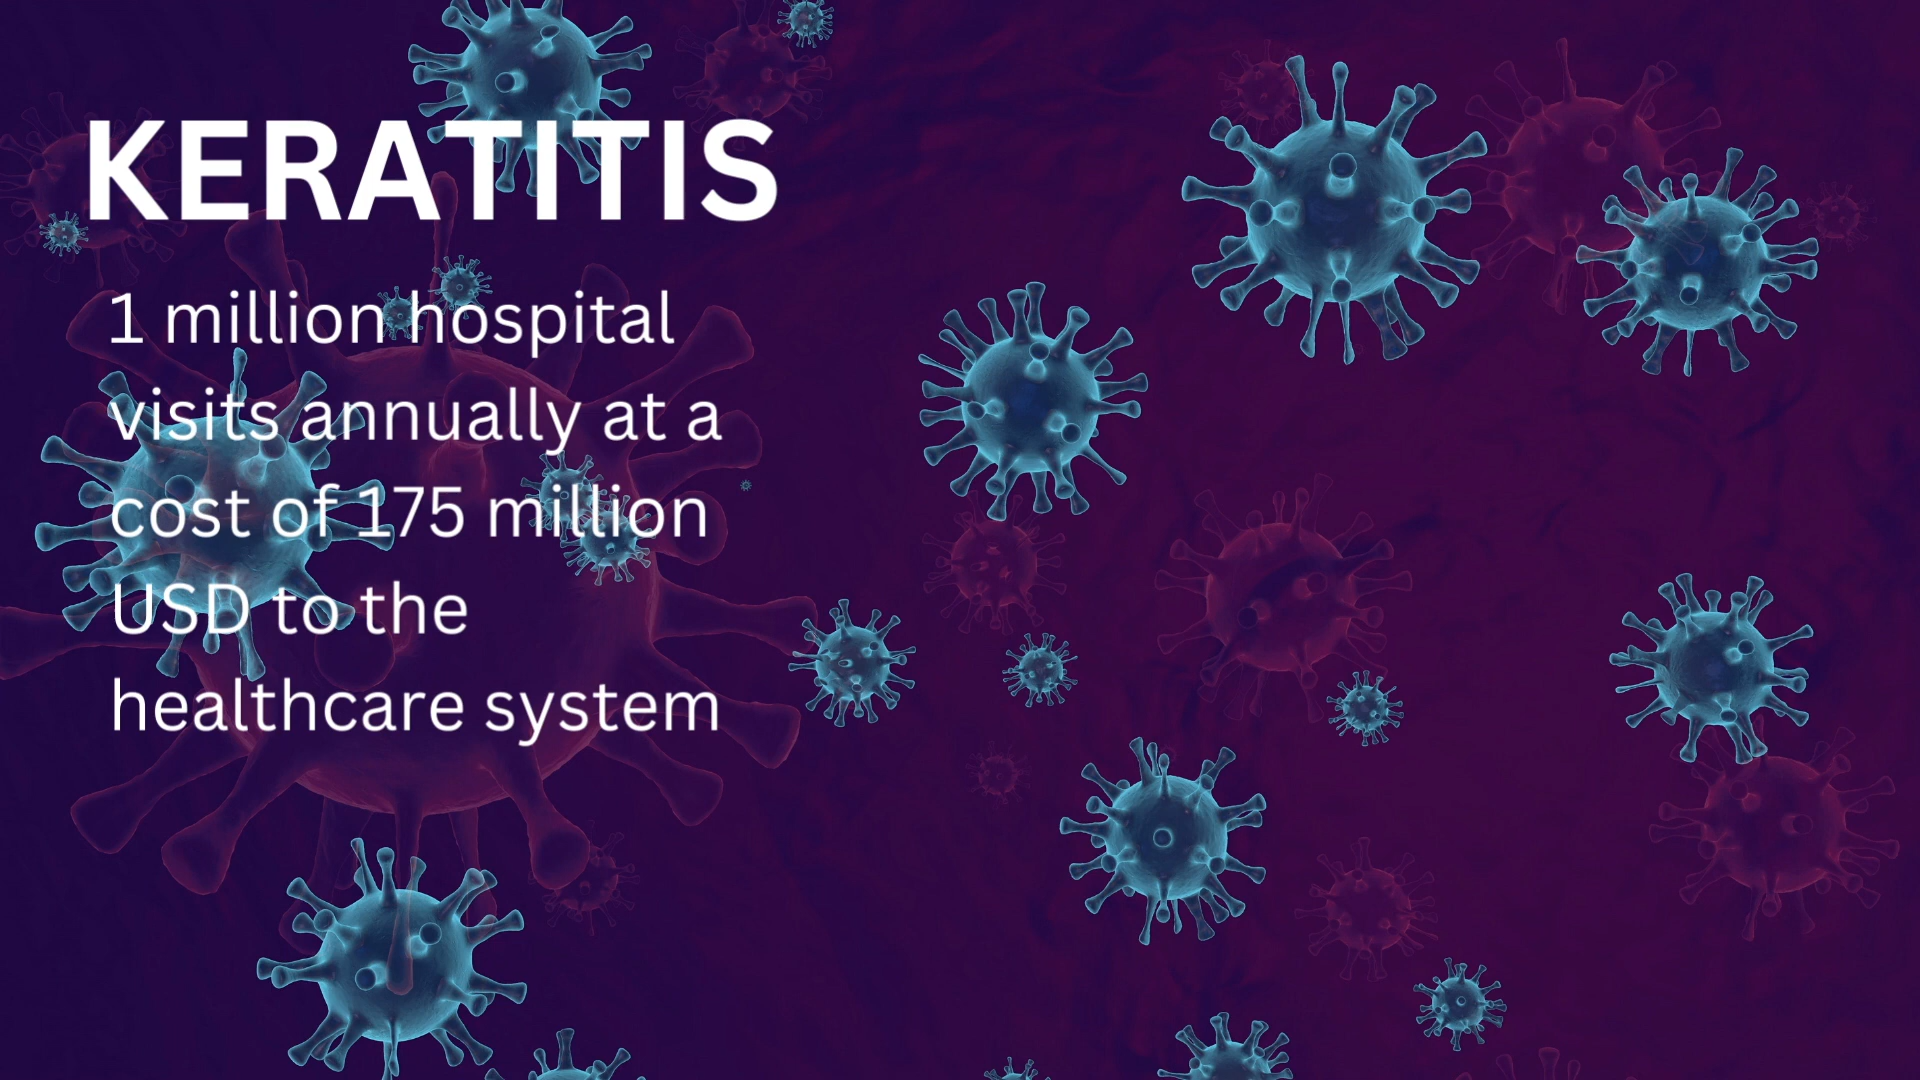 KERATITIS
1 million hospital
visits annually at a
cost of 175 million
USD to the
healthcare system